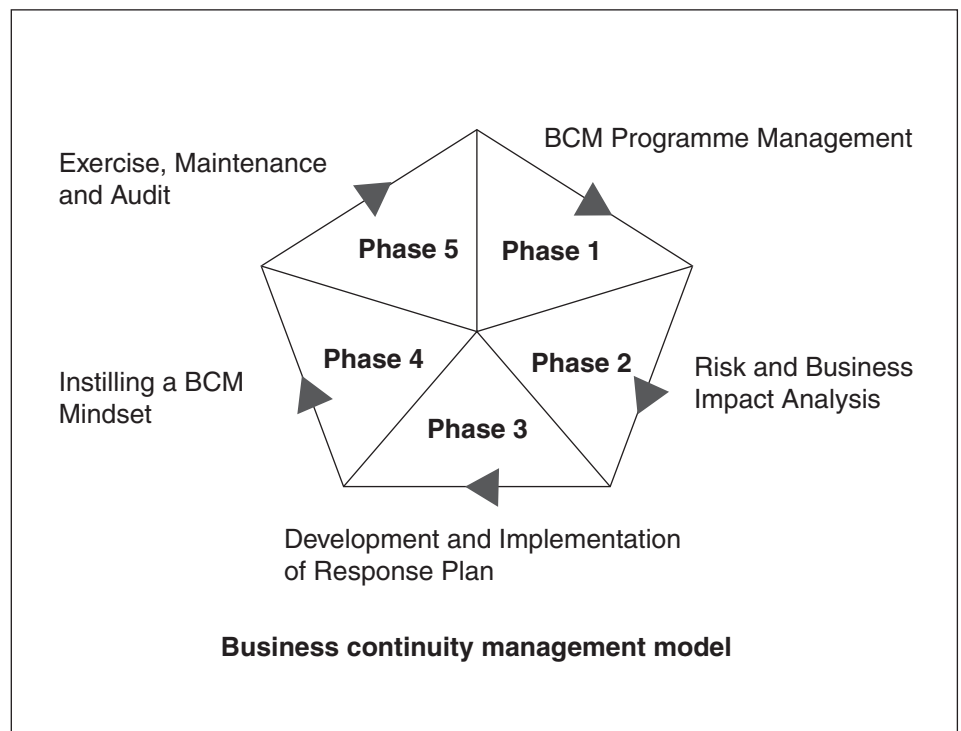 BCM Programme Management
Exercise, Maintenance
and Audit
Phase 5
Phase 1
Phase 4
Phase 2
Instilling a BCM
Mindset
Risk and Business
Impact Analysis
Phase 3
Development and Implementation
of Response Plan
Business continuity management model